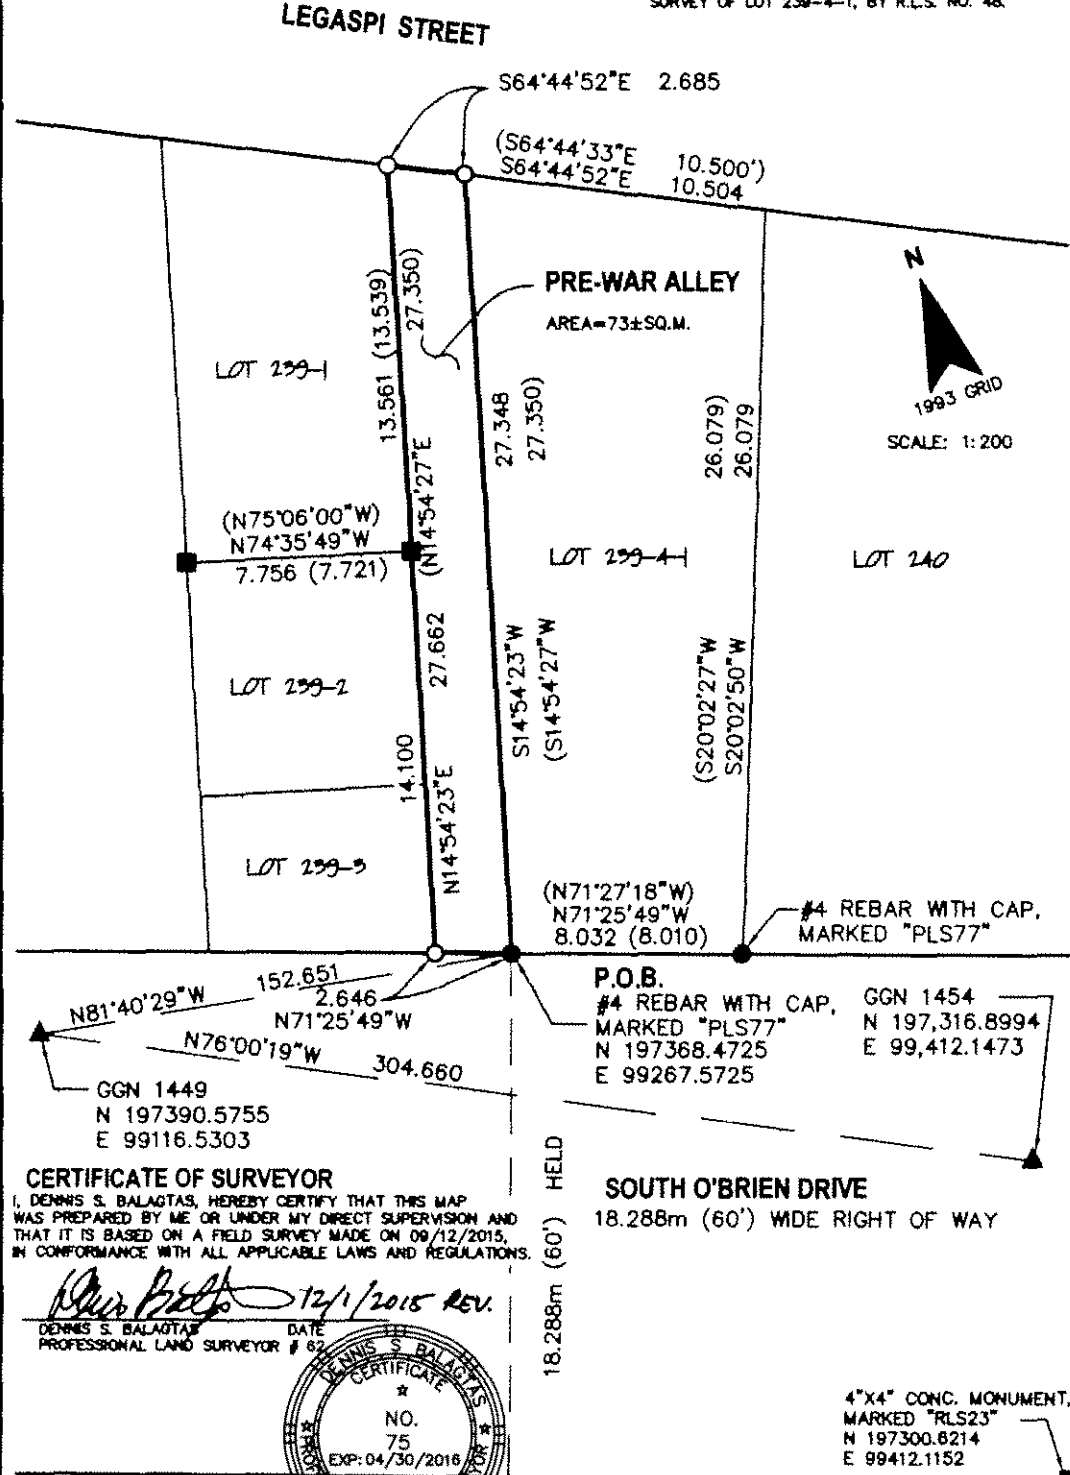 SURVEY OF LOT 239-4-1, BY R.L.S. NO. 48.
LEGASPI STREET
S64°44'52"E 2.685
(S64°44'33"E 10.500')
S64°44'52"E 10.504
PRE-WAR ALLEY
AREA=73±SQ.M.
N
1993 GRID
SCALE: 1:200
LOT 239-1
13.561 (13.539)
27.350)
27.348
27.350)
26.079)
26.079
(N14°54'27"E
(N75°06'00"W)
N74°35'49"W
7.756 (7.721)
LOT 239-4-1
LOT 240
LOT 239-2
27.662
S14°54'23"W
(S14°54'27"W
(S20°02'27"W
S20°02'50"W
14.100
N14°54'23"E
LOT 239-3
(N71°27'18"W)
N71°25'49"W
8.032 (8.010)
#4 REBAR WITH CAP,
MARKED "PLS77"
N81°40'29"W 152.651
2.646
N71°25'49"W
N76°00'19"W 304.660
P.O.B.
#4 REBAR WITH CAP,
MARKED "PLS77"
N 197368.4725
E 99267.5725
GGN 1454
N 197,316.8994
E 99,412.1473
GGN 1449
N 197390.5755
E 99116.5303
CERTIFICATE OF SURVEYOR
I, DENNIS S. BALAGTAS, HEREBY CERTIFY THAT THIS MAP
WAS PREPARED BY ME OR UNDER MY DIRECT SUPERVISION AND
THAT IT IS BASED ON A FIELD SURVEY MADE ON 09/12/2015,
IN CONFORMANCE WITH ALL APPLICABLE LAWS AND REGULATIONS.
12/1/2015 REV.
DENNIS S. BALAGTAS DATE
PROFESSIONAL LAND SURVEYOR # 62
DENNIS S. BALAGTAS
CERTIFICATE
NO.
75
EXP: 04/30/2016
18.288m (60') HELD
SOUTH O'BRIEN DRIVE
18.288m (60') WIDE RIGHT OF WAY
4"X4" CONC. MONUMENT,
MARKED "RLS23"
N 197300.6214
E 99412.1152